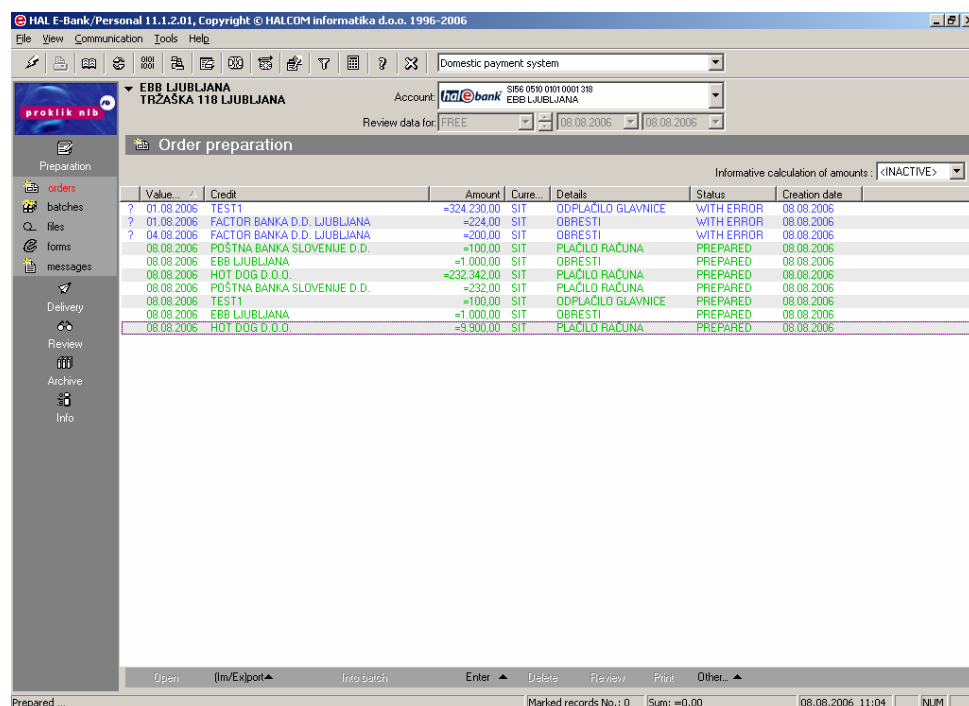 HAL E-Bank/Personal 11.1.2.01, Copyright © HALCOM informatika d.o.o. 1996-2006
File View Communication Tools Help
Domestic payment system
EBB LJUBLJANA
TRŽAŠKA 118 LJUBLJANA
Account: hal@bank SI56 0510 0101 0001 318
EBB LJUBLJANA
Review data for: FREE 08.08.2006 08.08.2006
proklik nlb
Order preparation
Preparation
Informative calculation of amounts : <INACTIVE>
orders
batches
files
forms
messages
Delivery
Review
Archive
Info
Value... Credit Amount Curre... Details Status Creation date
? 01.08.2006 TEST1 =324.230,00 SIT ODPLAČILO GLAVNICE WITH ERROR 08.08.2006
? 01.08.2006 FACTOR BANKA D.D. LJUBLJANA =224,00 SIT OBRESTI WITH ERROR 08.08.2006
? 04.08.2006 FACTOR BANKA D.D. LJUBLJANA =200,00 SIT OBRESTI WITH ERROR 08.08.2006
08.08.2006 POŠTNA BANKA SLOVENIJE D.D. =100,00 SIT PLAČILO RAČUNA PREPARED 08.08.2006
08.08.2006 EBB LJUBLJANA =1.000,00 SIT OBRESTI PREPARED 08.08.2006
08.08.2006 HOT DOG D.O.O. =232.342,00 SIT PLAČILO RAČUNA PREPARED 08.08.2006
08.08.2006 POŠTNA BANKA SLOVENIJE D.D. =232,00 SIT PLAČILO RAČUNA PREPARED 08.08.2006
08.08.2006 TEST1 =100,00 SIT ODPLAČILO GLAVNICE PREPARED 08.08.2006
08.08.2006 EBB LJUBLJANA =1.000,00 SIT OBRESTI PREPARED 08.08.2006
08.08.2006 HOT DOG D.O.O. =9.900,00 SIT PLAČILO RAČUNA PREPARED 08.08.2006
Open (Im/Ex)port Into batch Enter Delete Review Print Other...
Prepared ... Marked records No.: 0 Sum: =0.00 08.08.2006 11:04 NUM